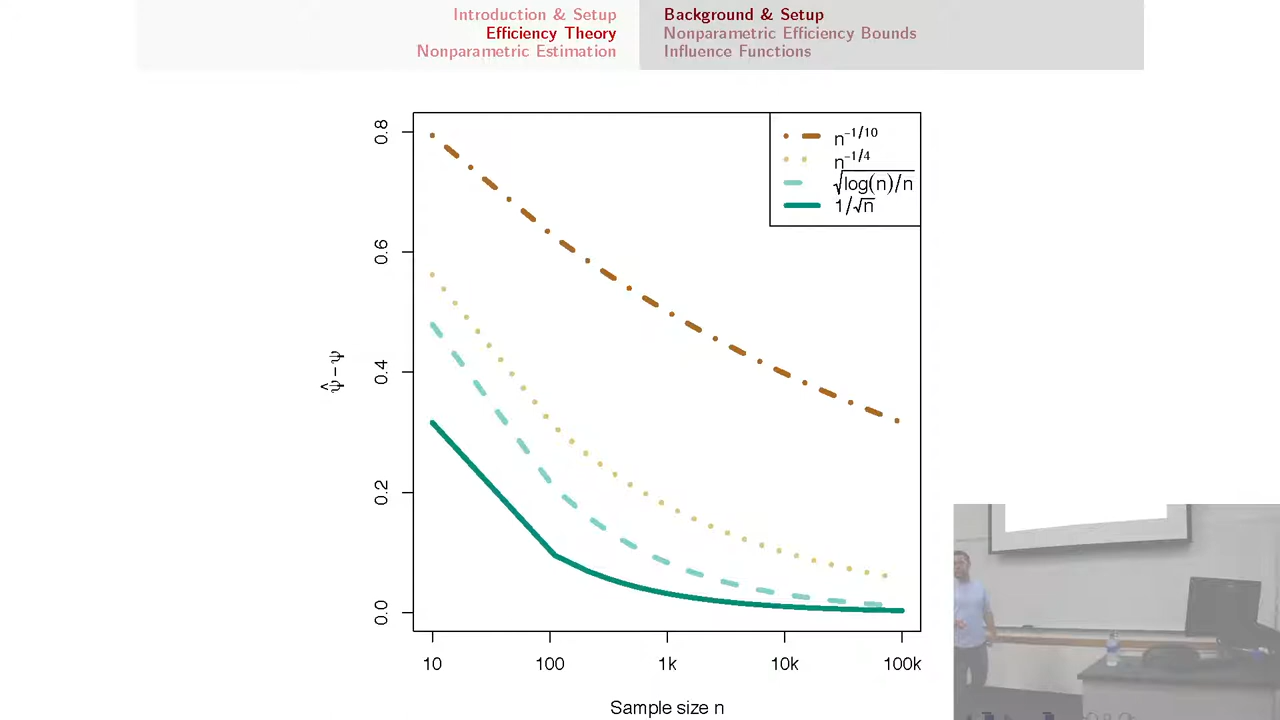 Introduction & Setup
Efficiency Theory
Nonparametric Estimation
Background & Setup
Nonparametric Efficiency Bounds
Influence Functions
n^−1/10
n^−1/4
√log(n)/n
1/√n
0.8
0.6
0.4
0.2
0.0
ψ̂ − ψ
10 100 1k 10k 100k
Sample size n